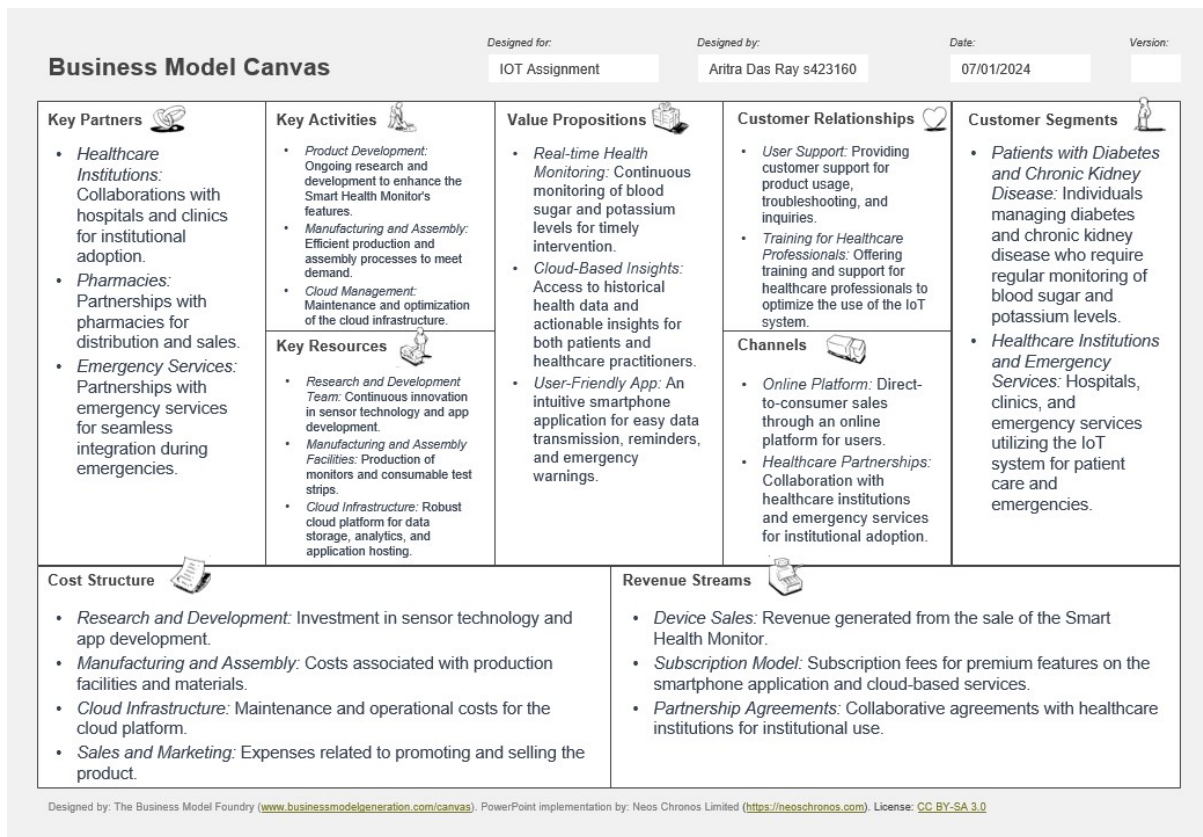 Business Model Canvas
Designed for:
IOT Assignment
Designed by:
Aritra Das Ray s423160
Date:
07/01/2024
Version:
Key Partners
• Healthcare
Institutions:
Collaborations with
hospitals and clinics
for institutional
adoption.
• Pharmacies:
Partnerships with
pharmacies for
distribution and sales.
• Emergency Services:
Partnerships with
emergency services
for seamless
integration during
emergencies.
Key Activities
• Product Development:
Ongoing research and
development to enhance the
Smart Health Monitor's
features.
• Manufacturing and Assembly:
Efficient production and
assembly processes to meet
demand.
• Cloud Management:
Maintenance and optimization
of the cloud infrastructure.
Key Resources
• Research and Development
Team: Continuous innovation
in sensor technology and app
development.
• Manufacturing and Assembly
Facilities: Production of
monitors and consumable test
strips.
• Cloud Infrastructure: Robust
cloud platform for data
storage, analytics, and
application hosting.
Value Propositions
• Real-time Health
Monitoring: Continuous
monitoring of blood
sugar and potassium
levels for timely
intervention.
• Cloud-Based Insights:
Access to historical
health data and
actionable insights for
both patients and
healthcare practitioners.
• User-Friendly App: An
intuitive smartphone
application for easy data
transmission, reminders,
and emergency
warnings.
Customer Relationships
• User Support: Providing
customer support for
product usage,
troubleshooting, and
inquiries.
• Training for Healthcare
Professionals: Offering
training and support for
healthcare professionals to
optimize the use of the IoT
system.
Channels
• Online Platform: Direct-
to-consumer sales
through an online
platform for users.
• Healthcare Partnerships:
Collaboration with
healthcare institutions
and emergency services
for institutional adoption.
Customer Segments
• Patients with Diabetes
and Chronic Kidney
Disease: Individuals
managing diabetes
and chronic kidney
disease who require
regular monitoring of
blood sugar and
potassium levels.
• Healthcare Institutions
and Emergency
Services: Hospitals,
clinics, and
emergency services
utilizing the IoT
system for patient
care and
emergencies.
Cost Structure
• Research and Development: Investment in sensor technology and
app development.
• Manufacturing and Assembly: Costs associated with production
facilities and materials.
• Cloud Infrastructure: Maintenance and operational costs for the
cloud platform.
• Sales and Marketing: Expenses related to promoting and selling the
product.
Revenue Streams
• Device Sales: Revenue generated from the sale of the Smart
Health Monitor.
• Subscription Model: Subscription fees for premium features on the
smartphone application and cloud-based services.
• Partnership Agreements: Collaborative agreements with healthcare
institutions for institutional use.
Designed by: The Business Model Foundry (www.businessmodelgeneration.com/canvas). PowerPoint implementation by: Neos Chronos Limited (https://neoschronos.com). License: CC BY-SA 3.0